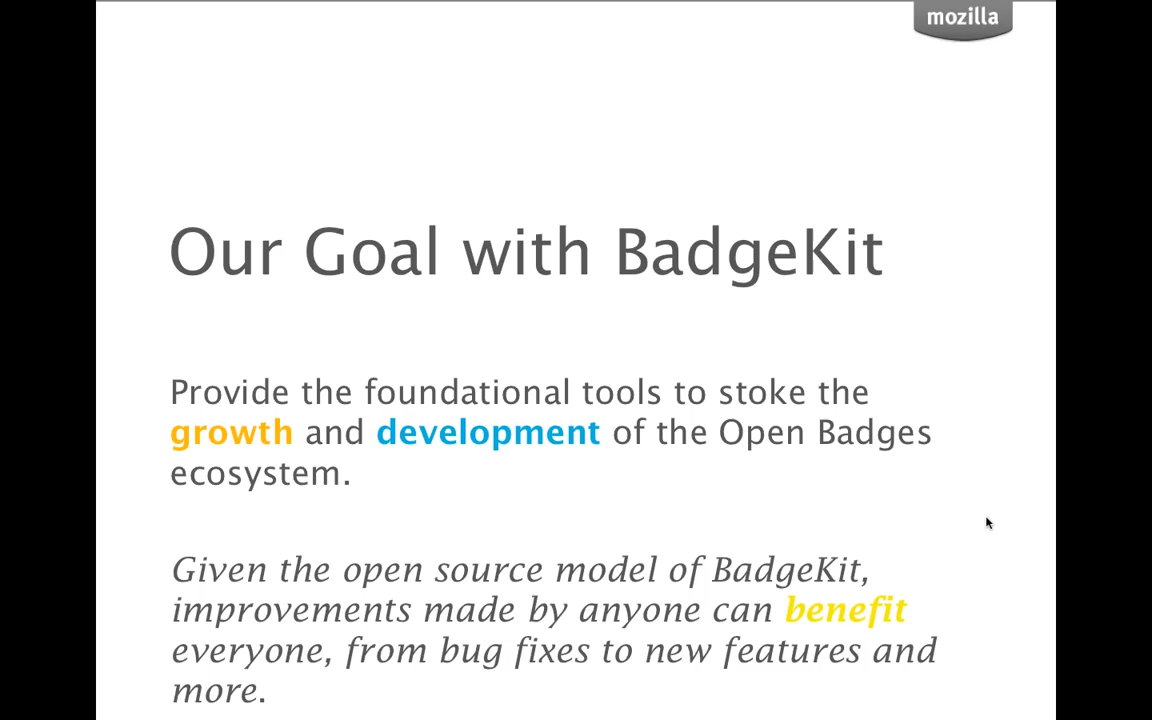 mozilla
Our Goal with BadgeKit
Provide the foundational tools to stoke the
growth and development of the Open Badges
ecosystem.
Given the open source model of BadgeKit,
improvements made by anyone can benefit
everyone, from bug fixes to new features and
more.